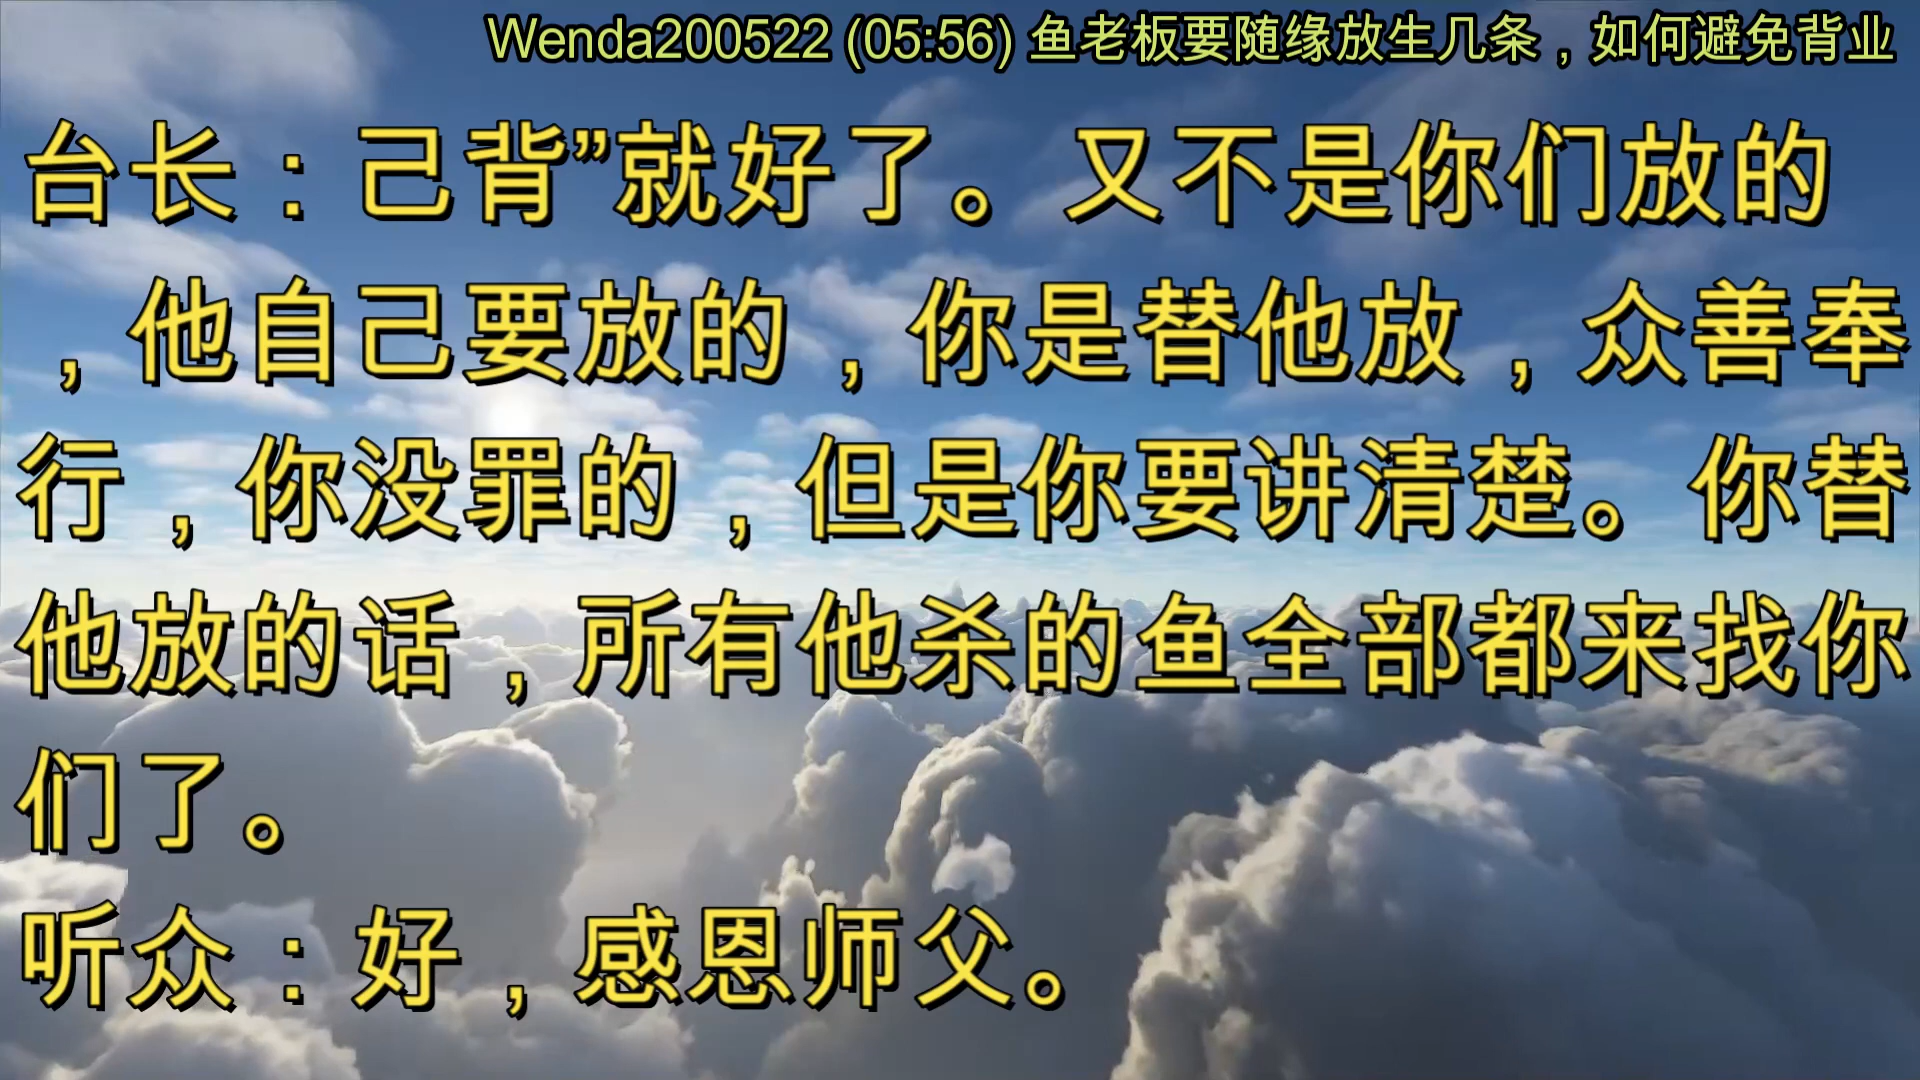 Wenda200522 (05:56) 鱼老板要随缘放生几条，如何避免背业
台长：己背”就好了。又不是你们放的
，他自己要放的，你是替他放，众善奉
行，你没罪的，但是你要讲清楚。你替
他放的话，所有他杀的鱼全部都来找你
们了。
听众：好，感恩师父。